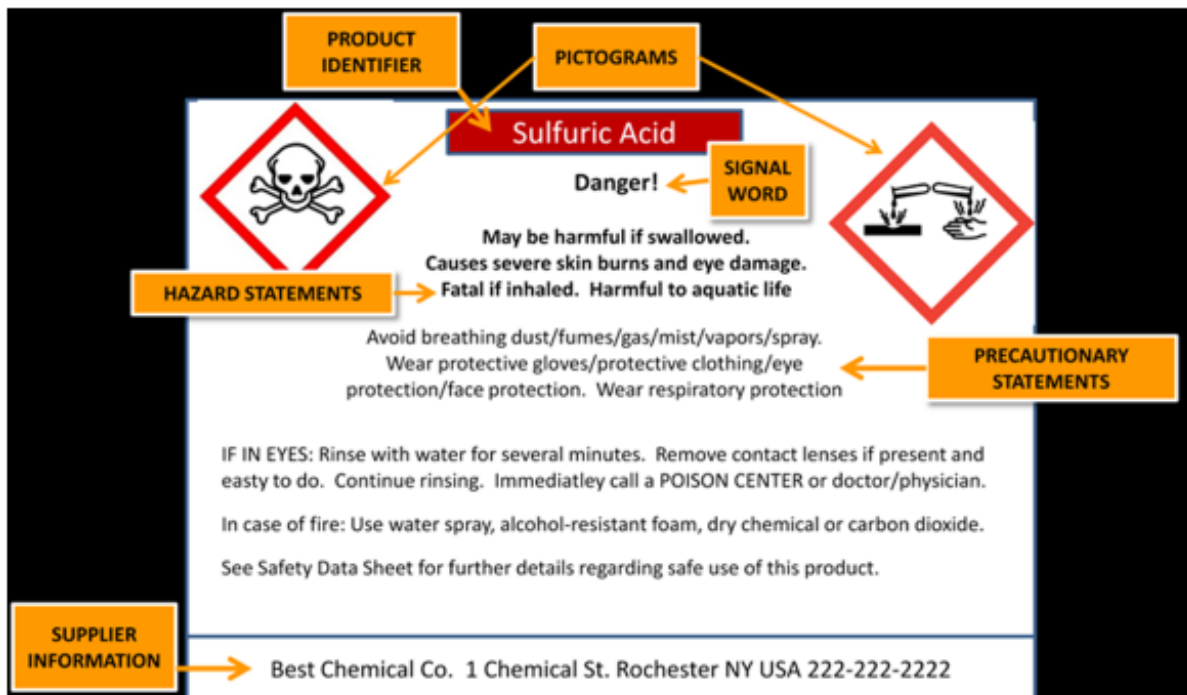 PRODUCT
IDENTIFIER
PICTOGRAMS
Sulfuric Acid
Danger!
SIGNAL
WORD
May be harmful if swallowed.
Causes severe skin burns and eye damage.
HAZARD STATEMENTS
Fatal if inhaled. Harmful to aquatic life
Avoid breathing dust/fumes/gas/mist/vapors/spray.
Wear protective gloves/protective clothing/eye
protection/face protection. Wear respiratory protection
PRECAUTIONARY
STATEMENTS
IF IN EYES: Rinse with water for several minutes. Remove contact lenses if present and
easty to do. Continue rinsing. Immediatley call a POISON CENTER or doctor/physician.
In case of fire: Use water spray, alcohol-resistant foam, dry chemical or carbon dioxide.
See Safety Data Sheet for further details regarding safe use of this product.
SUPPLIER
INFORMATION
Best Chemical Co. 1 Chemical St. Rochester NY USA 222-222-2222